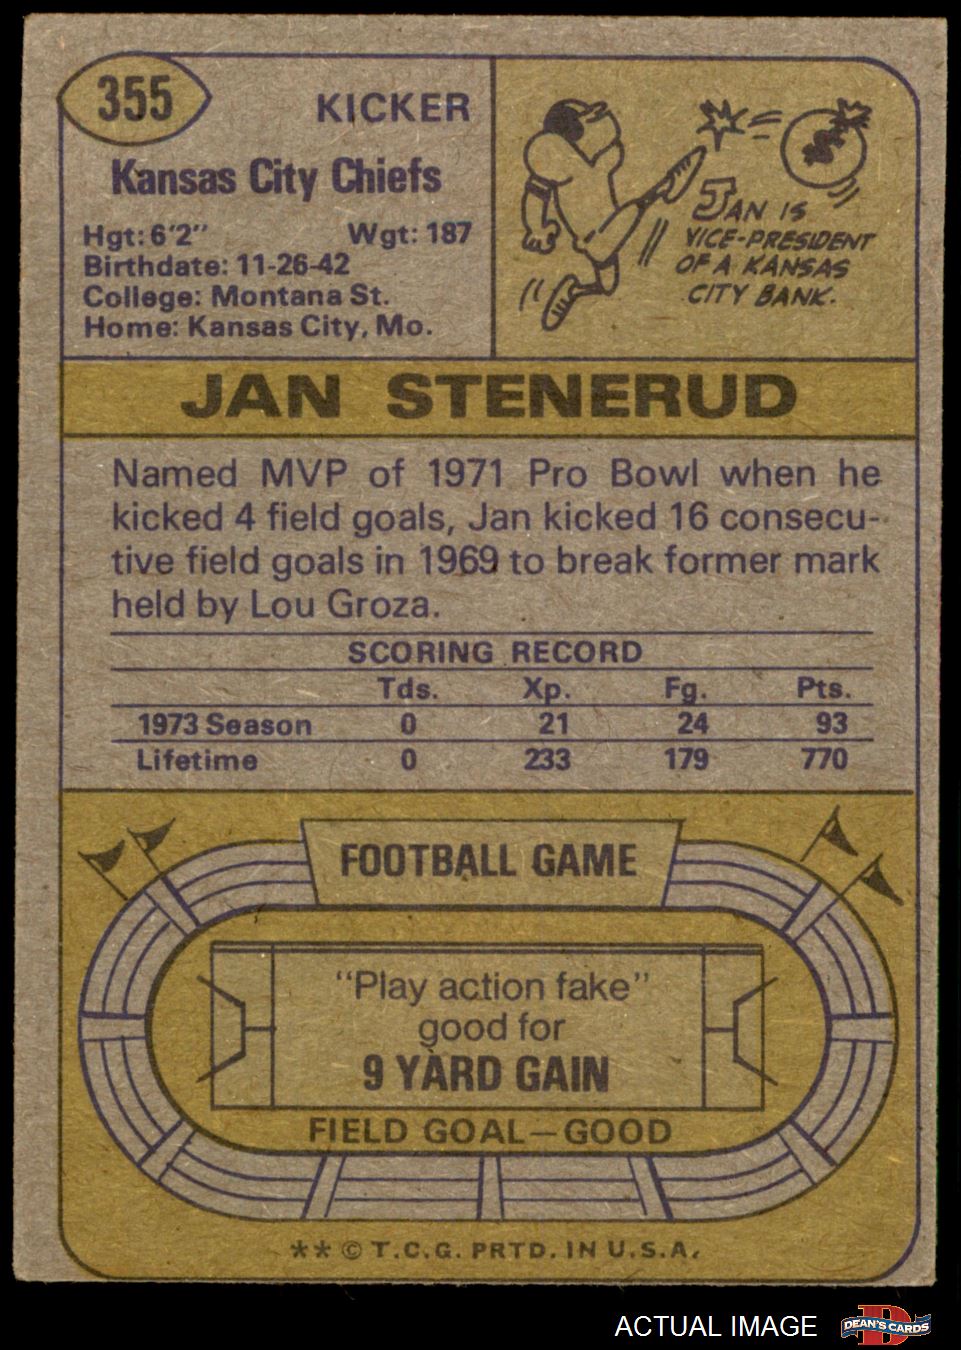 355
KICKER
Kansas City Chiefs
Hgt: 6'2" Wgt: 187
Birthdate: 11-26-42
College: Montana St.
Home: Kansas City, Mo.
$
JAN IS
VICE-PRESIDENT
OF A KANSAS
CITY BANK.
JAN STENERUD
Named MVP of 1971 Pro Bowl when he
kicked 4 field goals, Jan kicked 16 consecu-
tive field goals in 1969 to break former mark
held by Lou Groza.
SCORING RECORD
Tds. Xp. Fg. Pts.
1973 Season 0 21 24 93
Lifetime 0 233 179 770
FOOTBALL GAME
"Play action fake"
good for
9 YARD GAIN
FIELD GOAL—GOOD
** © T.C.G. PRTD. IN U.S.A.
ACTUAL IMAGE
DEAN'S CARDS